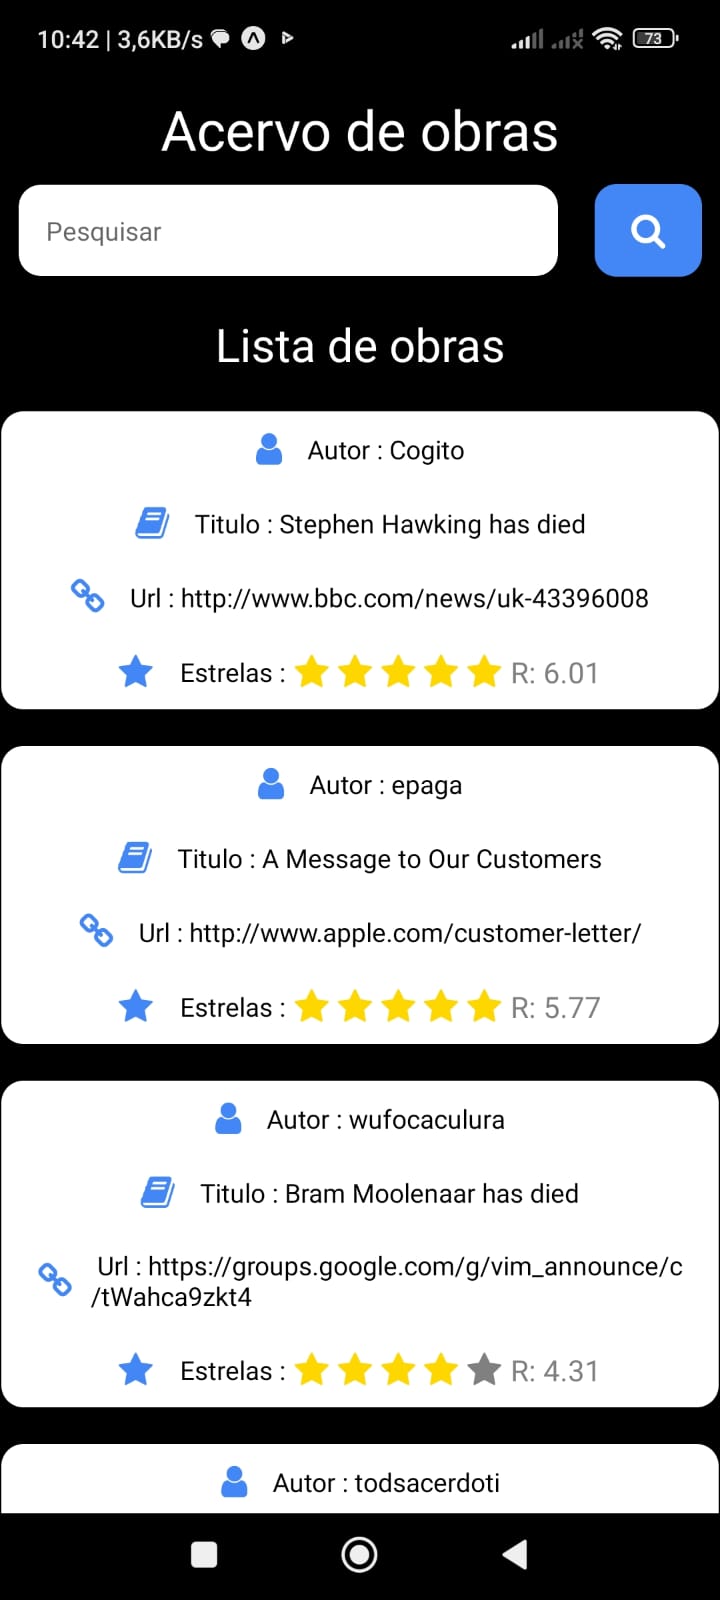 10:42 | 3,6KB/s
73
Acervo de obras
Pesquisar
Lista de obras
Autor : Cogito
Titulo : Stephen Hawking has died
Url : http://www.bbc.com/news/uk-43396008
Estrelas : R: 6.01
Autor : epaga
Titulo : A Message to Our Customers
Url : http://www.apple.com/customer-letter/
Estrelas : R: 5.77
Autor : wufocaculura
Titulo : Bram Moolenaar has died
Url : https://groups.google.com/g/vim_announce/c
/tWahca9zkt4
Estrelas : R: 4.31
Autor : todsacerdoti